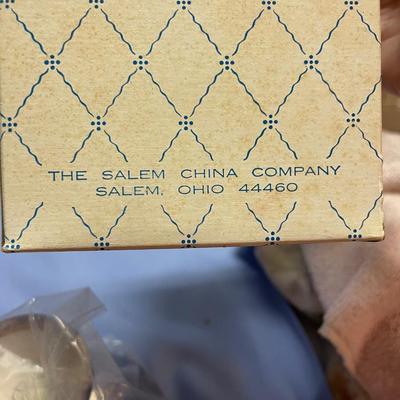 THE SALEM CHINA COMPANY
SALEM, OHIO 44460